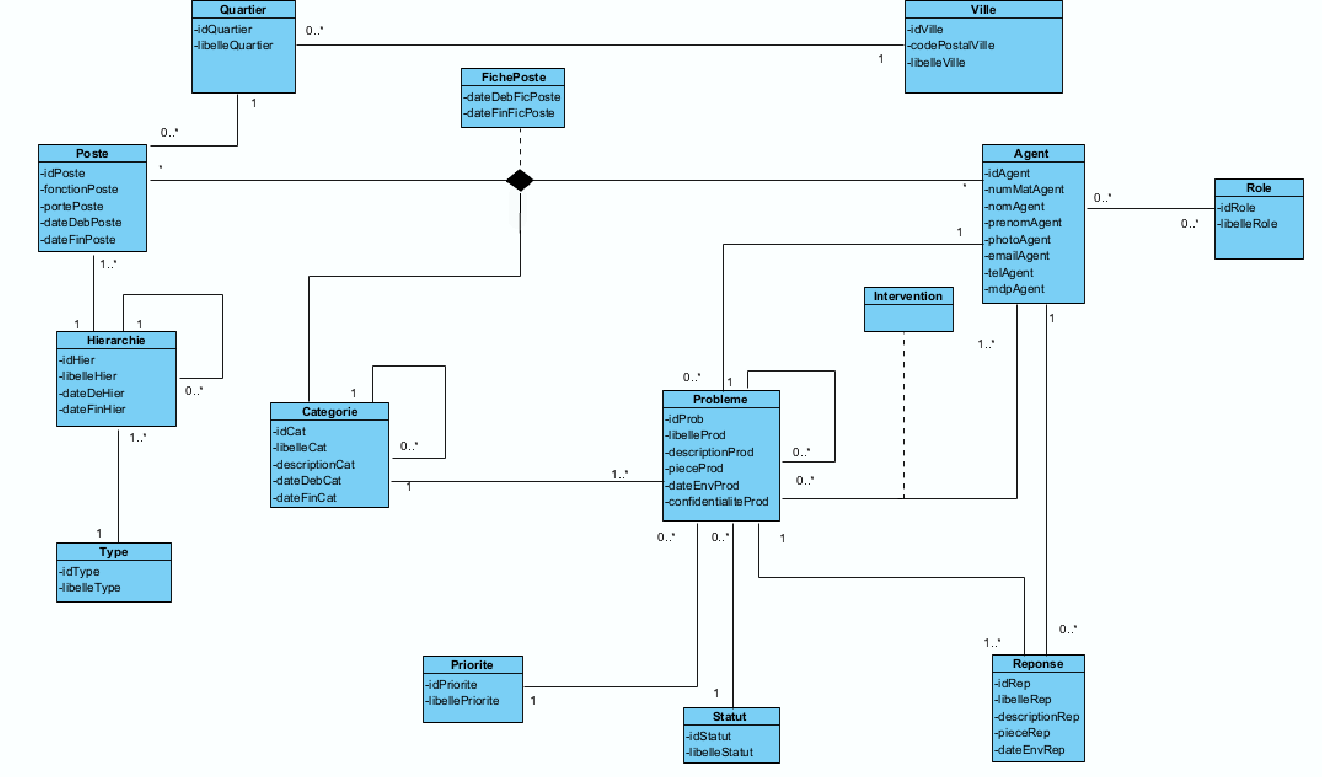 Quartier
-idQuartier
-libelleQuartier
0..*
1
Ville
-idVille
-codePostalVille
-libelleVille
1
FichePoste
-dateDebFicPoste
-dateFinFicPoste
0..*
Poste
-idPoste
-fonctionPoste
-portePoste
-dateDebPoste
-dateFinPoste
*
*
Agent
-idAgent
-numMatAgent
-nomAgent
-prenomAgent
-photoAgent
-emailAgent
-telAgent
-mdpAgent
0..*
0..*
Role
-idRole
-libelleRole
1
1..*
1
1
Hierarchie
-idHier
-libelleHier
-dateDeHier
-dateFinHier
0..*
1..*
Intervention
1
1..*
1
Categorie
-idCat
-libelleCat
-descriptionCat
-dateDebCat
-dateFinCat
0..*
1
1..*
0..*
1
Probleme
-idProb
-libelleProd
-descriptionProd
-pieceProd
-dateEnvProd
-confidentialiteProd
0..*
0..*
1
Type
-idType
-libelleType
0..*
0..*
1
1..*
0..*
Priorite
-idPriorite
-libellePriorite
1
1
Statut
-idStatut
-libelleStatut
Reponse
-idRep
-libelleRep
-descriptionRep
-pieceRep
-dateEnvRep